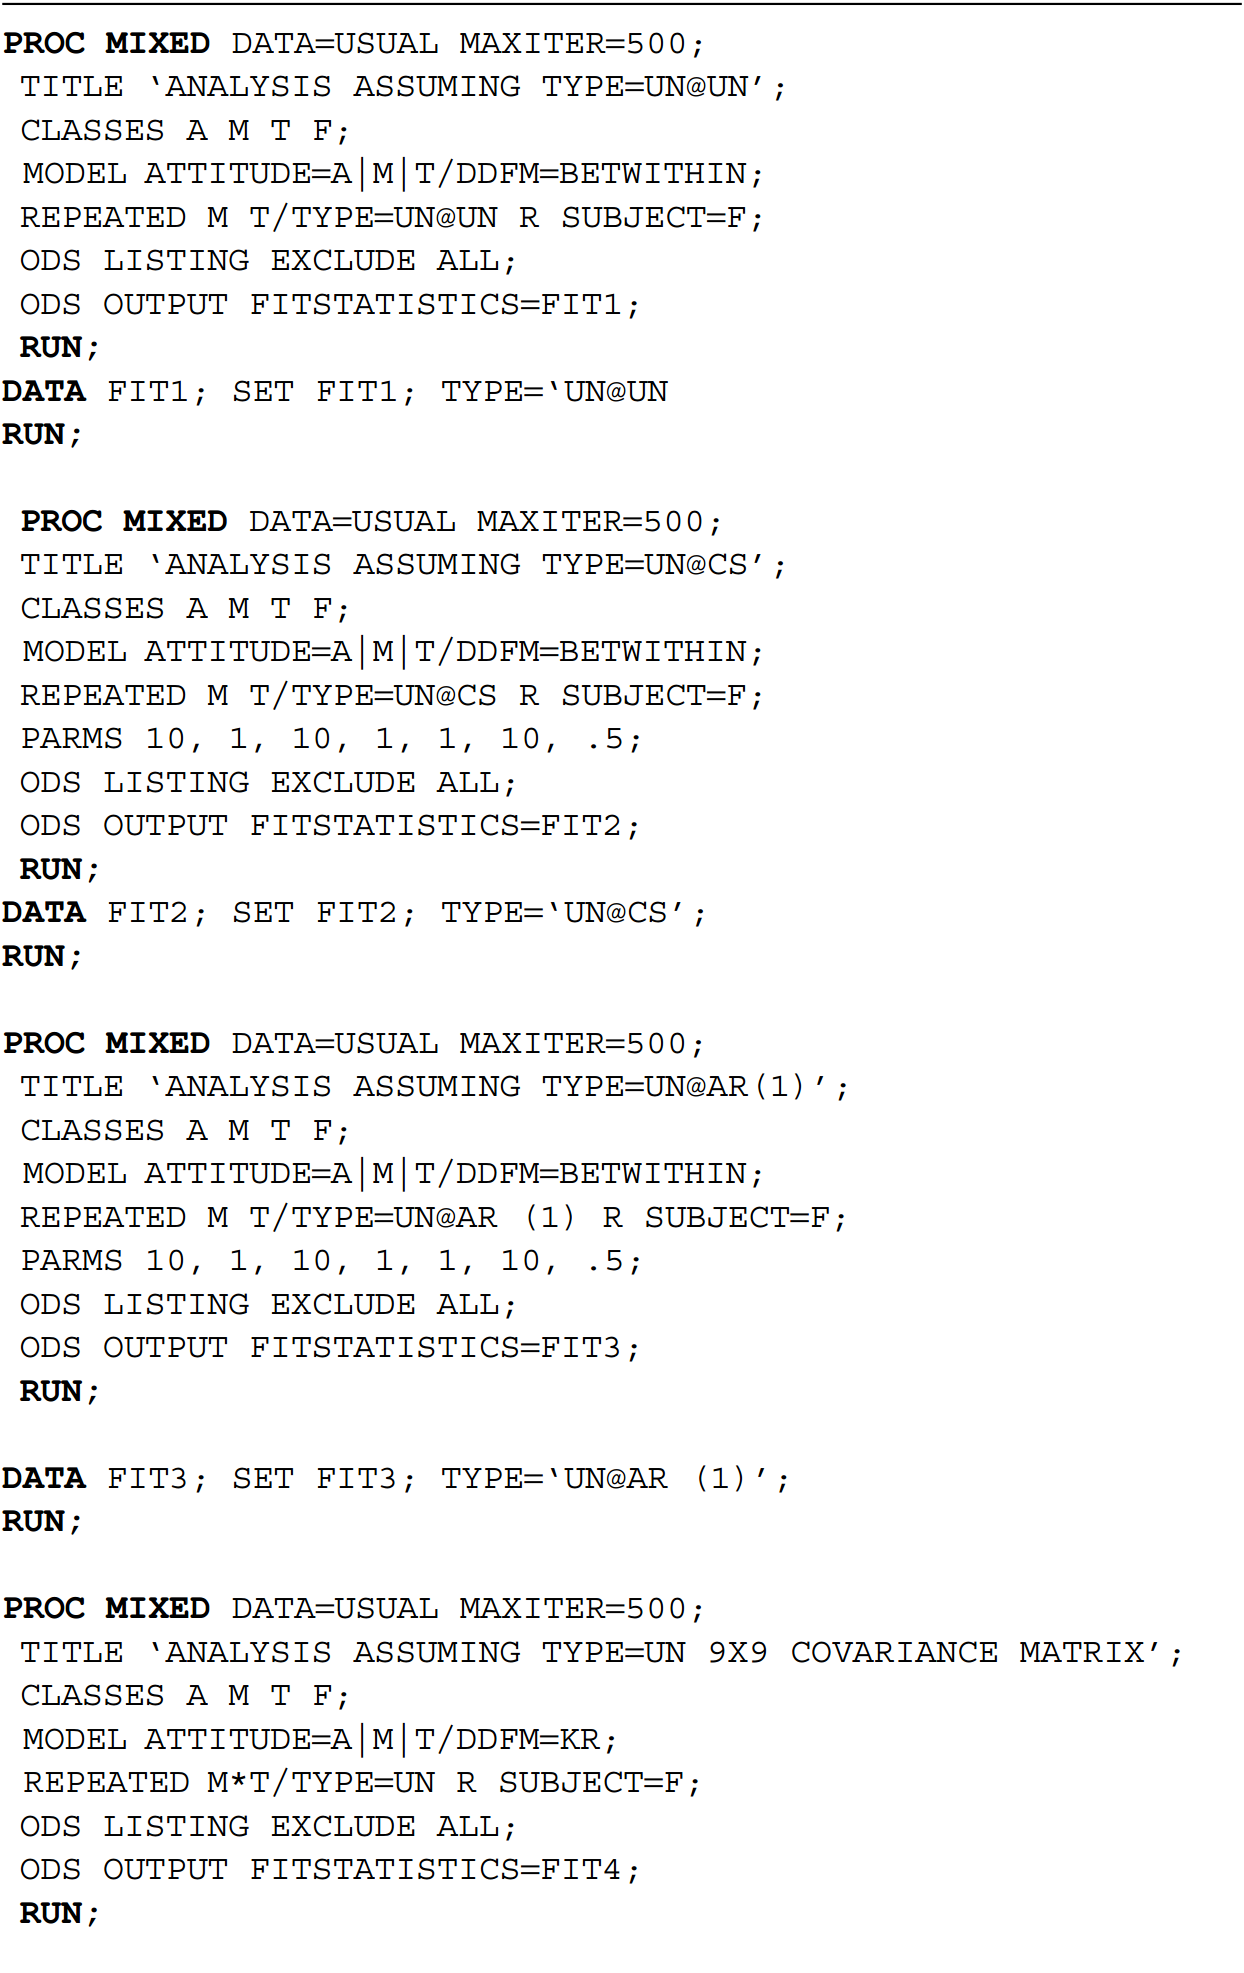 PROC MIXED DATA=USUAL MAXITER=500;
TITLE ‘ANALYSIS ASSUMING TYPE=UN@UN’;
CLASSES A M T F;
MODEL ATTITUDE=A|M|T/DDFM=BETWITHIN;
REPEATED M T/TYPE=UN@UN R SUBJECT=F;
ODS LISTING EXCLUDE ALL;
ODS OUTPUT FITSTATISTICS=FIT1;
RUN;
DATA FIT1; SET FIT1; TYPE=‘UN@UN
RUN;
PROC MIXED DATA=USUAL MAXITER=500;
TITLE ‘ANALYSIS ASSUMING TYPE=UN@CS’;
CLASSES A M T F;
MODEL ATTITUDE=A|M|T/DDFM=BETWITHIN;
REPEATED M T/TYPE=UN@CS R SUBJECT=F;
PARMS 10, 1, 10, 1, 1, 10, .5;
ODS LISTING EXCLUDE ALL;
ODS OUTPUT FITSTATISTICS=FIT2;
RUN;
DATA FIT2; SET FIT2; TYPE=‘UN@CS’;
RUN;
PROC MIXED DATA=USUAL MAXITER=500;
TITLE ‘ANALYSIS ASSUMING TYPE=UN@AR(1)’;
CLASSES A M T F;
MODEL ATTITUDE=A|M|T/DDFM=BETWITHIN;
REPEATED M T/TYPE=UN@AR (1) R SUBJECT=F;
PARMS 10, 1, 10, 1, 1, 10, .5;
ODS LISTING EXCLUDE ALL;
ODS OUTPUT FITSTATISTICS=FIT3;
RUN;
DATA FIT3; SET FIT3; TYPE=‘UN@AR (1)’;
RUN;
PROC MIXED DATA=USUAL MAXITER=500;
TITLE ‘ANALYSIS ASSUMING TYPE=UN 9X9 COVARIANCE MATRIX’;
CLASSES A M T F;
MODEL ATTITUDE=A|M|T/DDFM=KR;
REPEATED M*T/TYPE=UN R SUBJECT=F;
ODS LISTING EXCLUDE ALL;
ODS OUTPUT FITSTATISTICS=FIT4;
RUN;